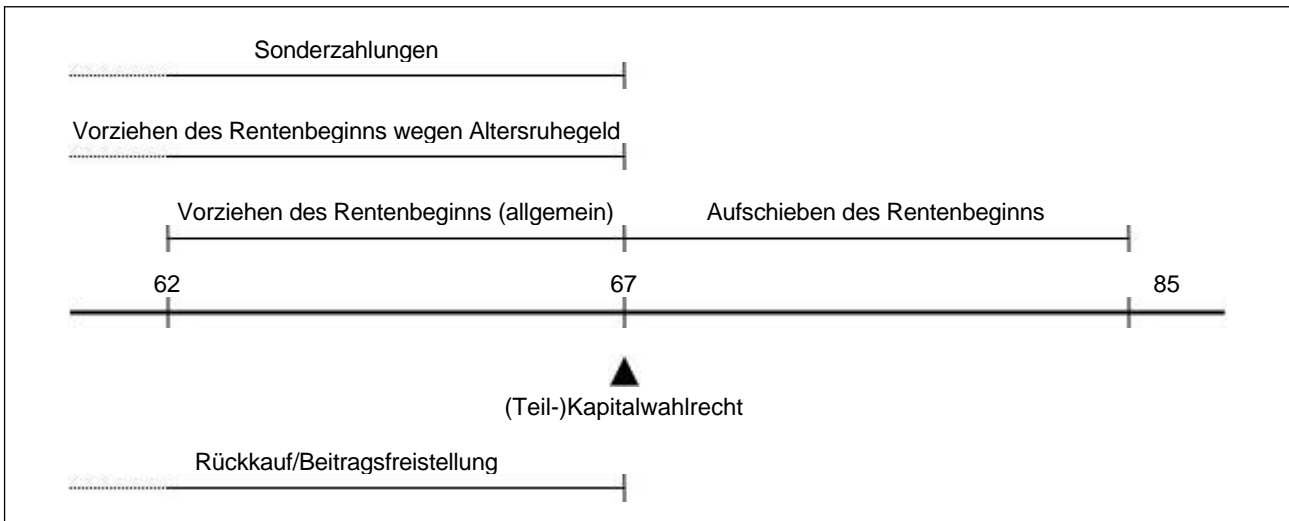 Sonderzahlungen
Vorziehen des Rentenbeginns wegen Altersruhegeld
Vorziehen des Rentenbeginns (allgemein)
Aufschieben des Rentenbeginns
62
67
85
(Teil-)Kapitalwahlrecht
Rückkauf/Beitragsfreistellung